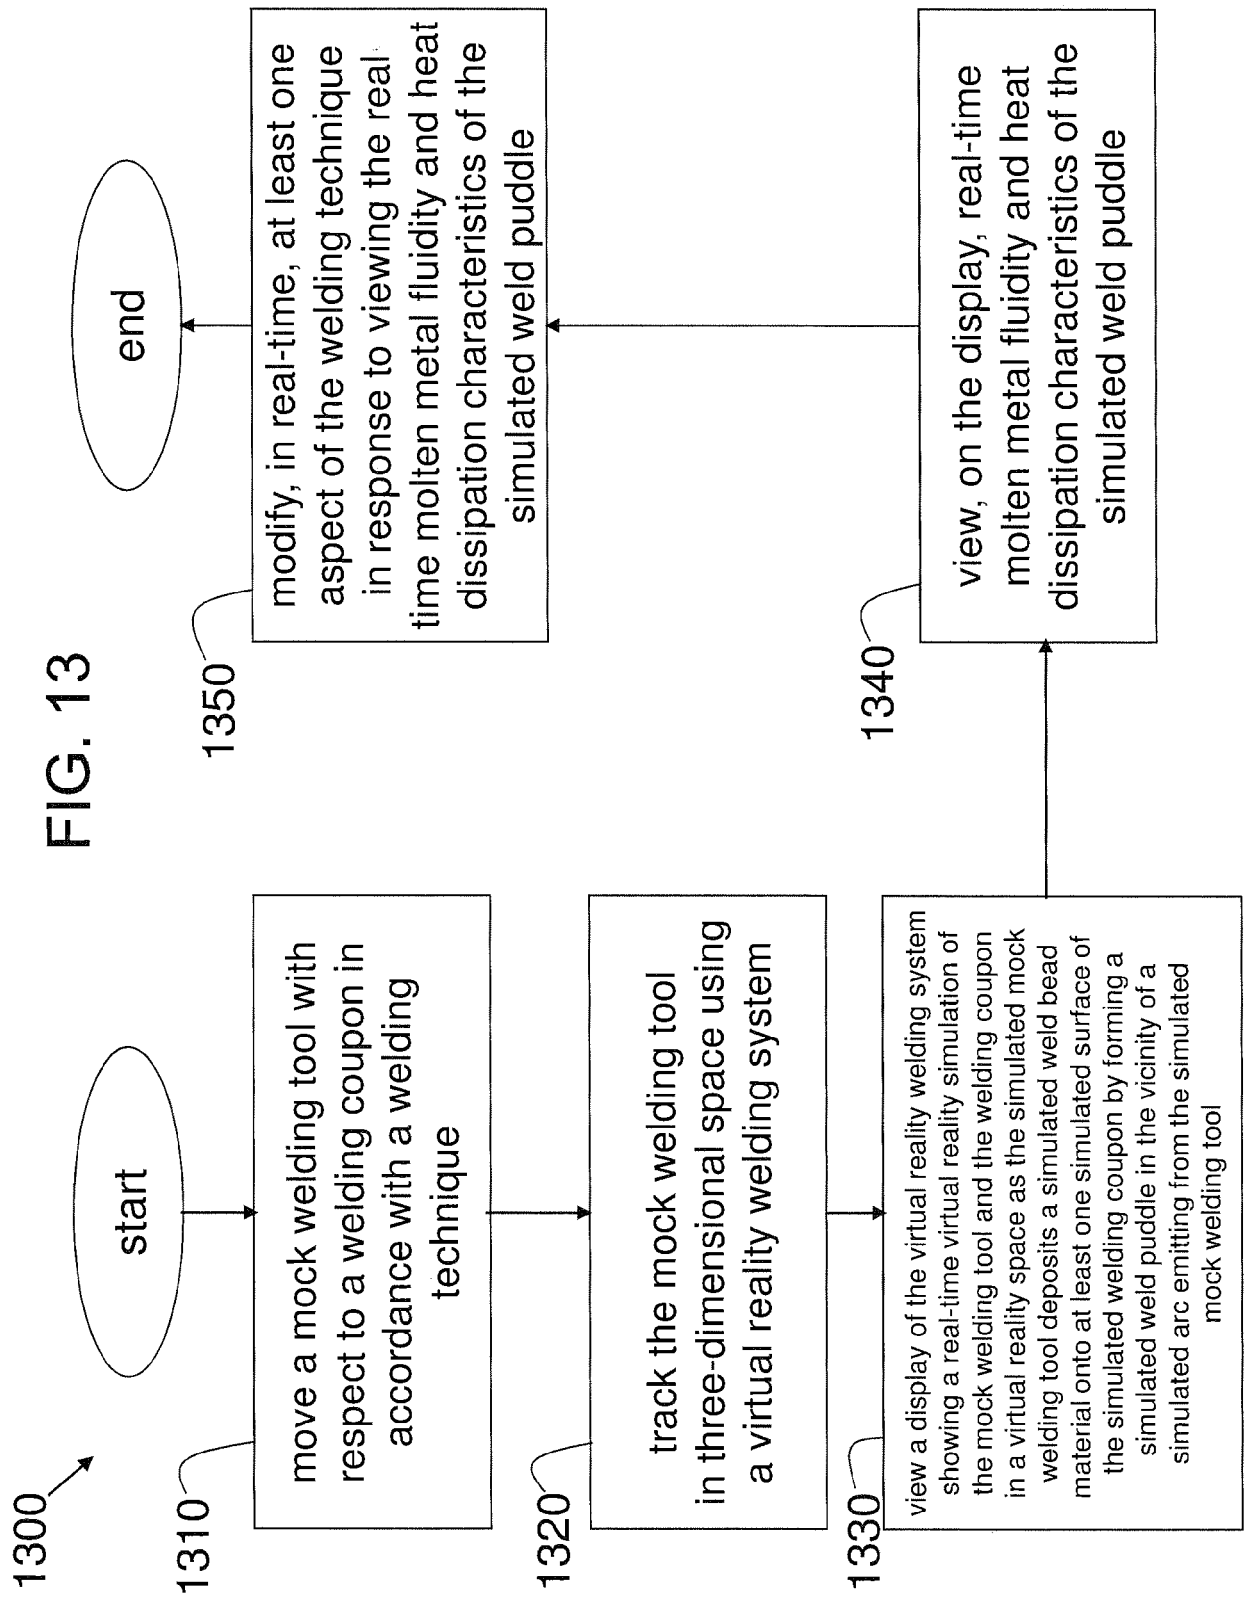 FIG. 13
1300
start
1310
move a mock welding tool with
respect to a welding coupon in
accordance with a welding
technique
1320
track the mock welding tool
in three-dimensional space using
a virtual reality welding system
1330
view a display of the virtual reality welding system
showing a real-time virtual reality simulation of
the mock welding tool and the welding coupon
in a virtual reality space as the simulated mock
welding tool deposits a simulated weld bead
material onto at least one simulated surface of
the simulated welding coupon by forming a
simulated weld puddle in the vicinity of a
simulated arc emitting from the simulated
mock welding tool
1340
view, on the display, real-time
molten metal fluidity and heat
dissipation characteristics of the
simulated weld puddle
1350
modify, in real-time, at least one
aspect of the welding technique
in response to viewing the real-
time molten metal fluidity and heat
dissipation characteristics of the
simulated weld puddle
end